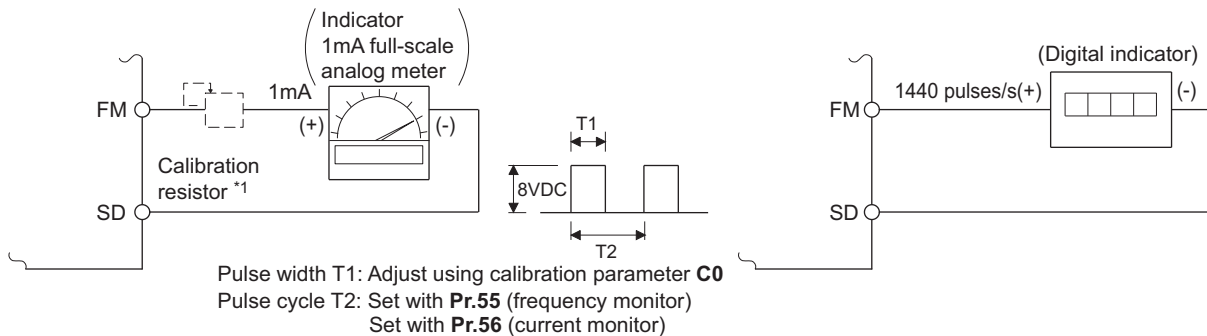 Indicator
1mA full-scale
analog meter
FM
1mA
(+)
(-)
Calibration
resistor *1
SD
T1
8VDC
T2
Pulse width T1: Adjust using calibration parameter C0
Pulse cycle T2: Set with Pr.55 (frequency monitor)
Set with Pr.56 (current monitor)
(Digital indicator)
FM
1440 pulses/s(+)
(-)
SD